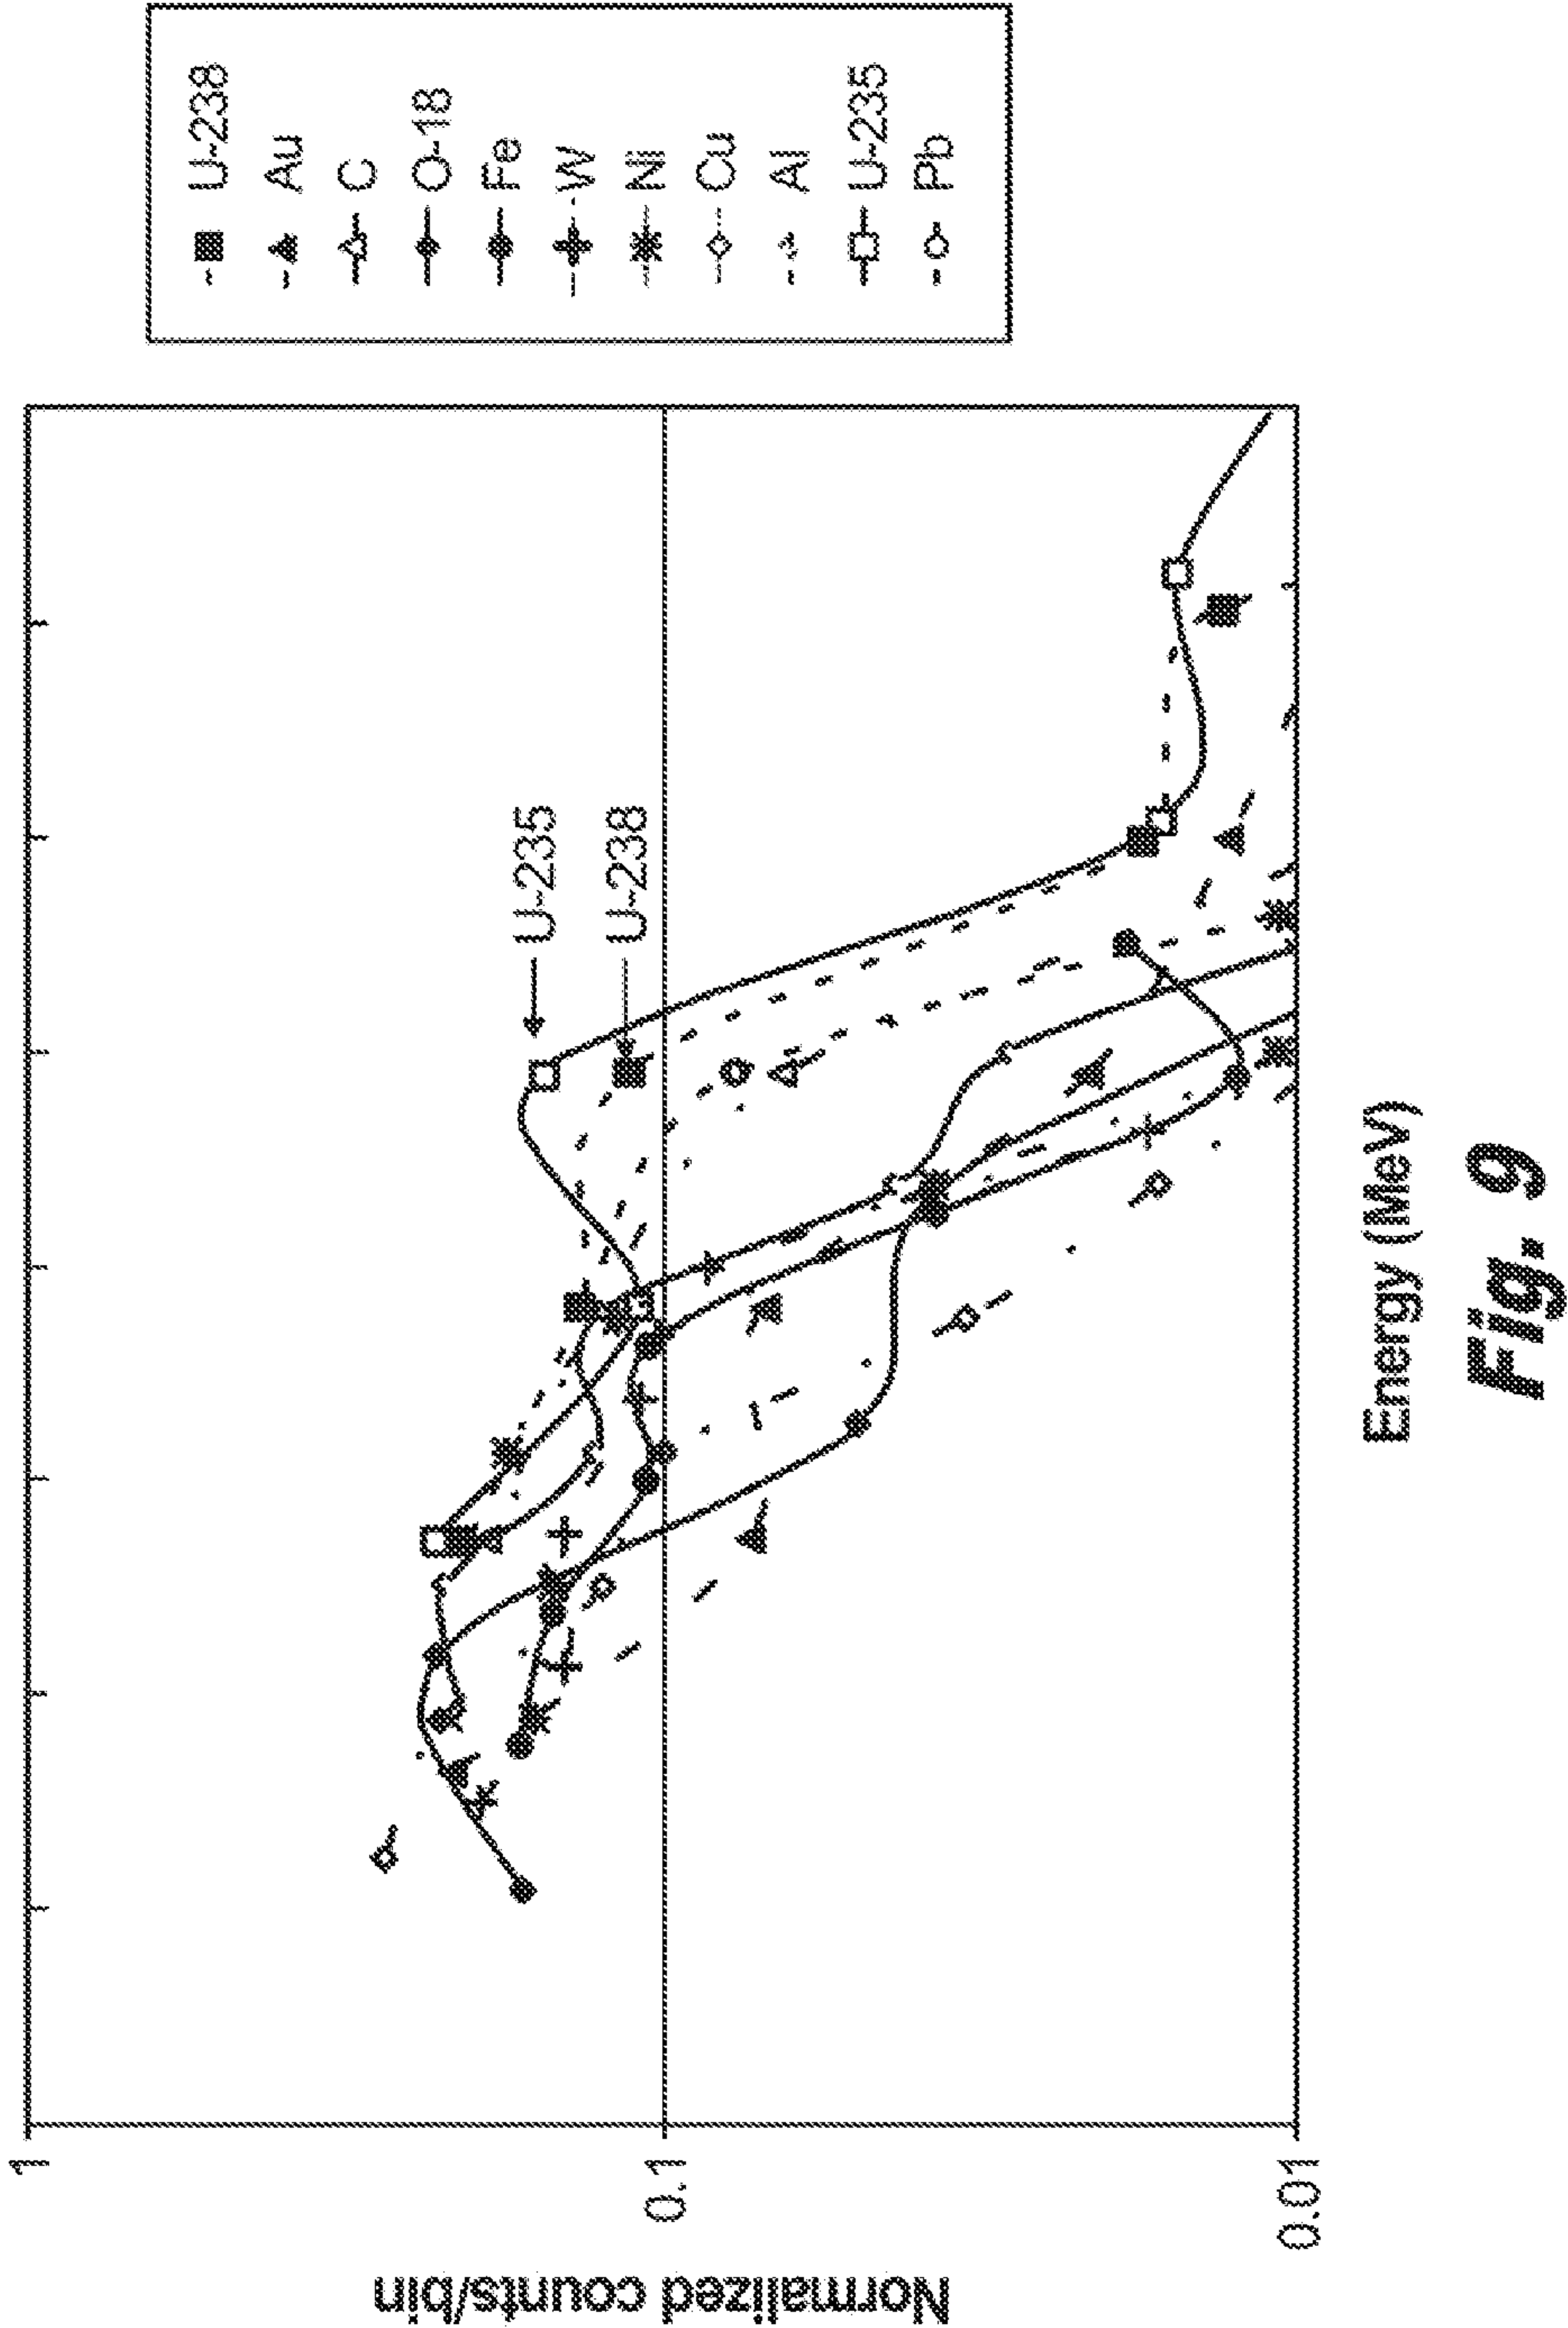 Normalized counts/bin
1
0.1
0.01
U-235
U-238
Energy (MeV)
U-238
Au
C
O-18
Fe
W
Ni
Cu
Al
U-235
Pb
Fig. 9